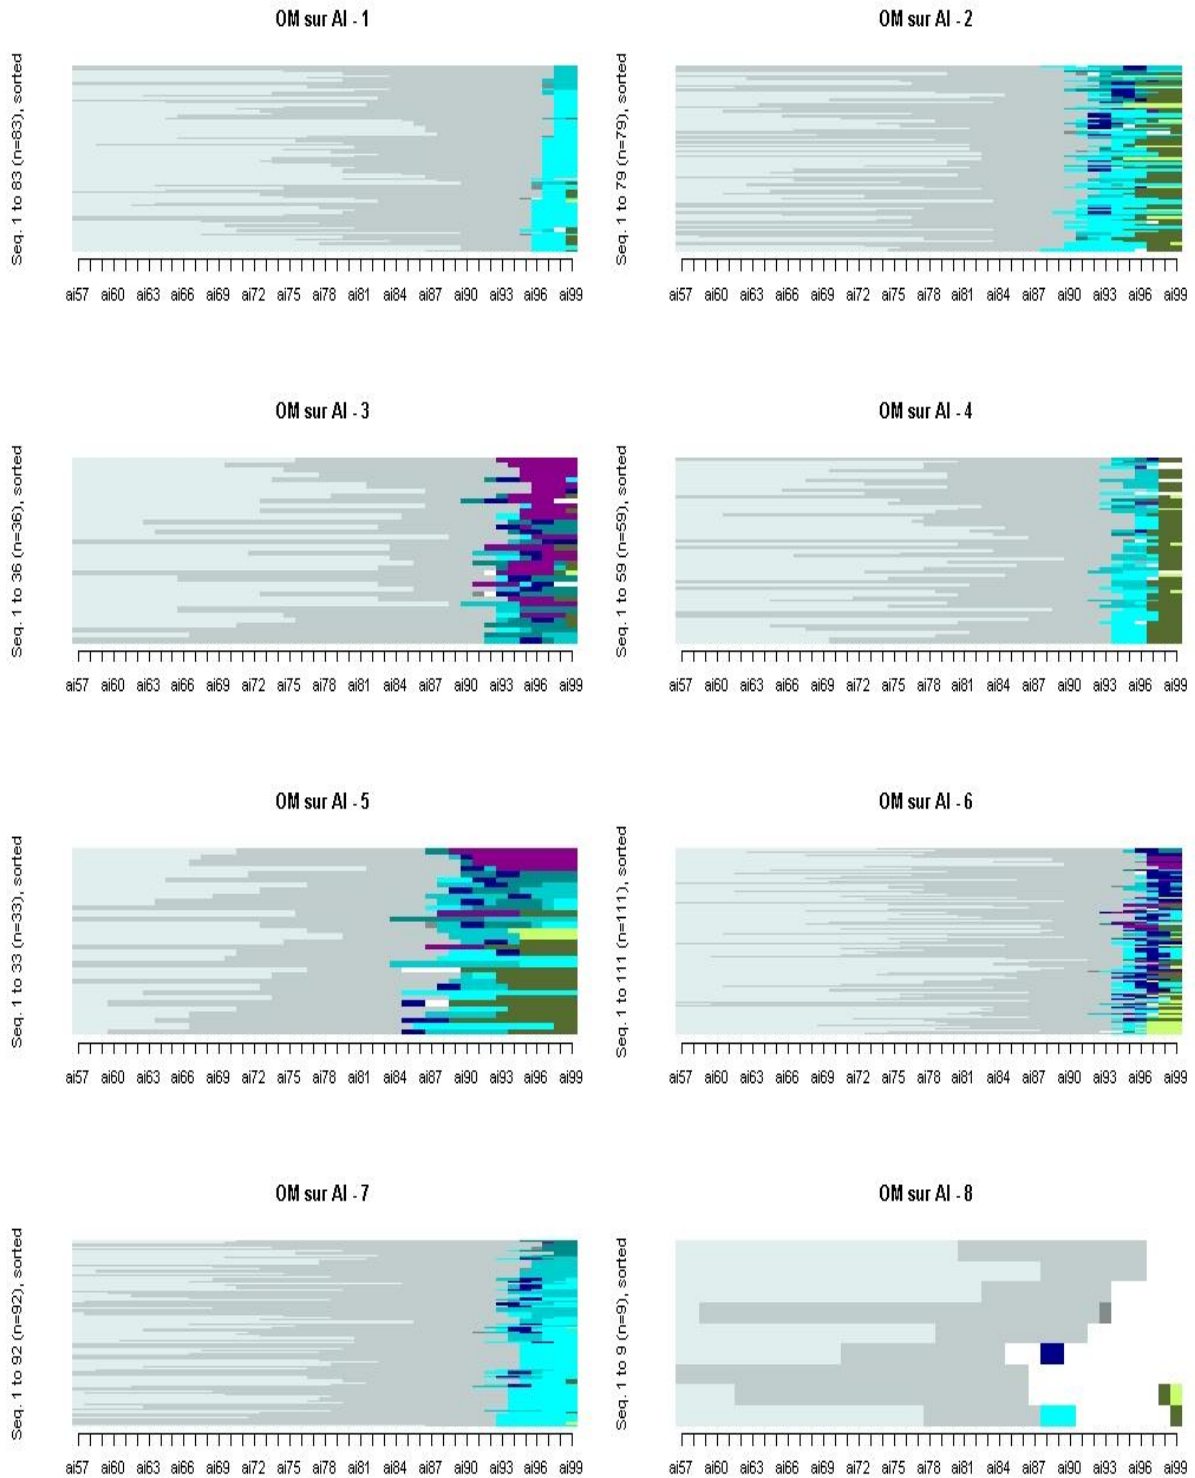 OM sur AI - 1
OM sur AI - 2
Seq. 1 to 83 (n=83), sorted
Seq. 1 to 79 (n=79), sorted
ai57 ai60 ai63 ai66 ai69 ai72 ai75 ai78 ai81 ai84 ai87 ai90 ai93 ai96 ai99
ai57 ai60 ai63 ai66 ai69 ai72 ai75 ai78 ai81 ai84 ai87 ai90 ai93 ai96 ai99
OM sur AI - 3
OM sur AI - 4
Seq. 1 to 36 (n=36), sorted
Seq. 1 to 59 (n=59), sorted
ai57 ai60 ai63 ai66 ai69 ai72 ai75 ai78 ai81 ai84 ai87 ai90 ai93 ai96 ai99
ai57 ai60 ai63 ai66 ai69 ai72 ai75 ai78 ai81 ai84 ai87 ai90 ai93 ai96 ai99
OM sur AI - 5
OM sur AI - 6
Seq. 1 to 33 (n=33), sorted
Seq. 1 to 111 (n=111), sorted
ai57 ai60 ai63 ai66 ai69 ai72 ai75 ai78 ai81 ai84 ai87 ai90 ai93 ai96 ai99
ai57 ai60 ai63 ai66 ai69 ai72 ai75 ai78 ai81 ai84 ai87 ai90 ai93 ai96 ai99
OM sur AI - 7
OM sur AI - 8
Seq. 1 to 92 (n=92), sorted
Seq. 1 to 9 (n=9), sorted
ai57 ai60 ai63 ai66 ai69 ai72 ai75 ai78 ai81 ai84 ai87 ai90 ai93 ai96 ai99
ai57 ai60 ai63 ai66 ai69 ai72 ai75 ai78 ai81 ai84 ai87 ai90 ai93 ai96 ai99